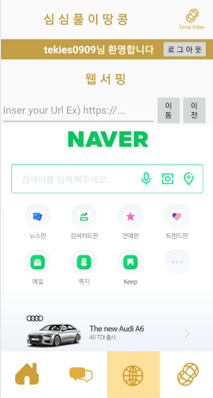 심심풀이땅콩
Time Killer
tekies0909님 환영합니다
로그아웃
웹서핑
Inser your Url Ex) https://...
이동
이전
NAVER
검색어를 입력해주세요.
뉴스판
검색차트판
연예판
트렌드판
메일
쪽지
Keep
The new Audi A6
40 TDI 출시